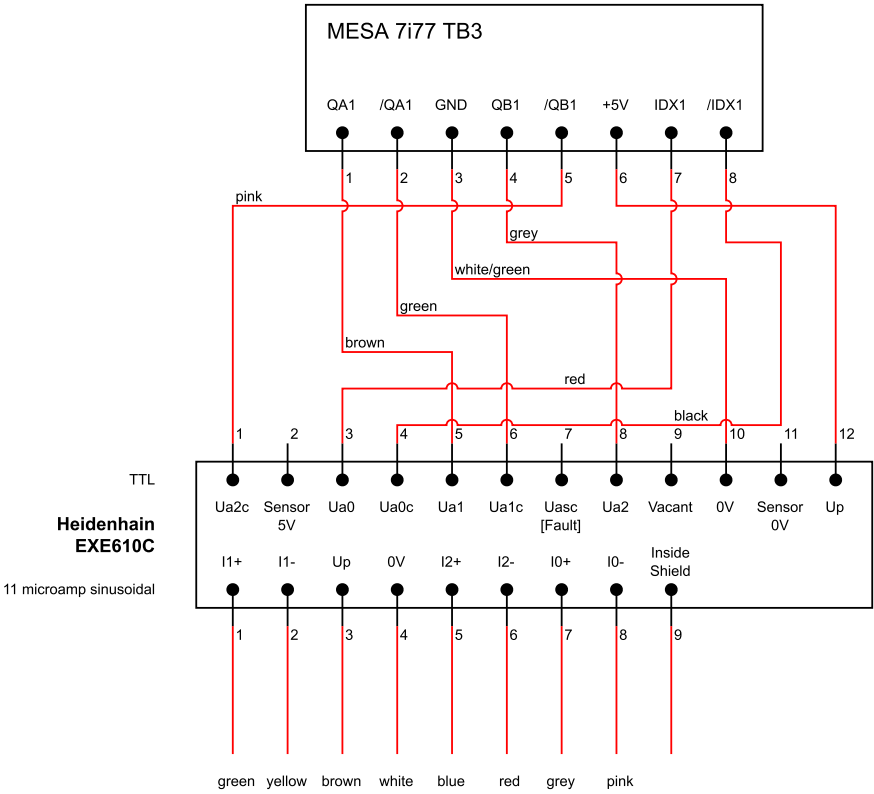 MESA 7i77 TB3
QA1 /QA1 GND QB1 /QB1 +5V IDX1 /IDX1
1 2 3 4 5 6 7 8
pink
grey
white/green
green
brown
red
black
1 2 3 4 5 6 7 8 9 10 11 12
TTL
Ua2c Sensor Ua0 Ua0c Ua1 Ua1c Uasc Ua2 Vacant 0V Sensor Up
5V [Fault] 0V
Heidenhain
EXE610C
Inside
I1+ I1- Up 0V I2+ I2- I0+ I0- Shield
11 microamp sinusoidal
1 2 3 4 5 6 7 8 9
green yellow brown white blue red grey pink